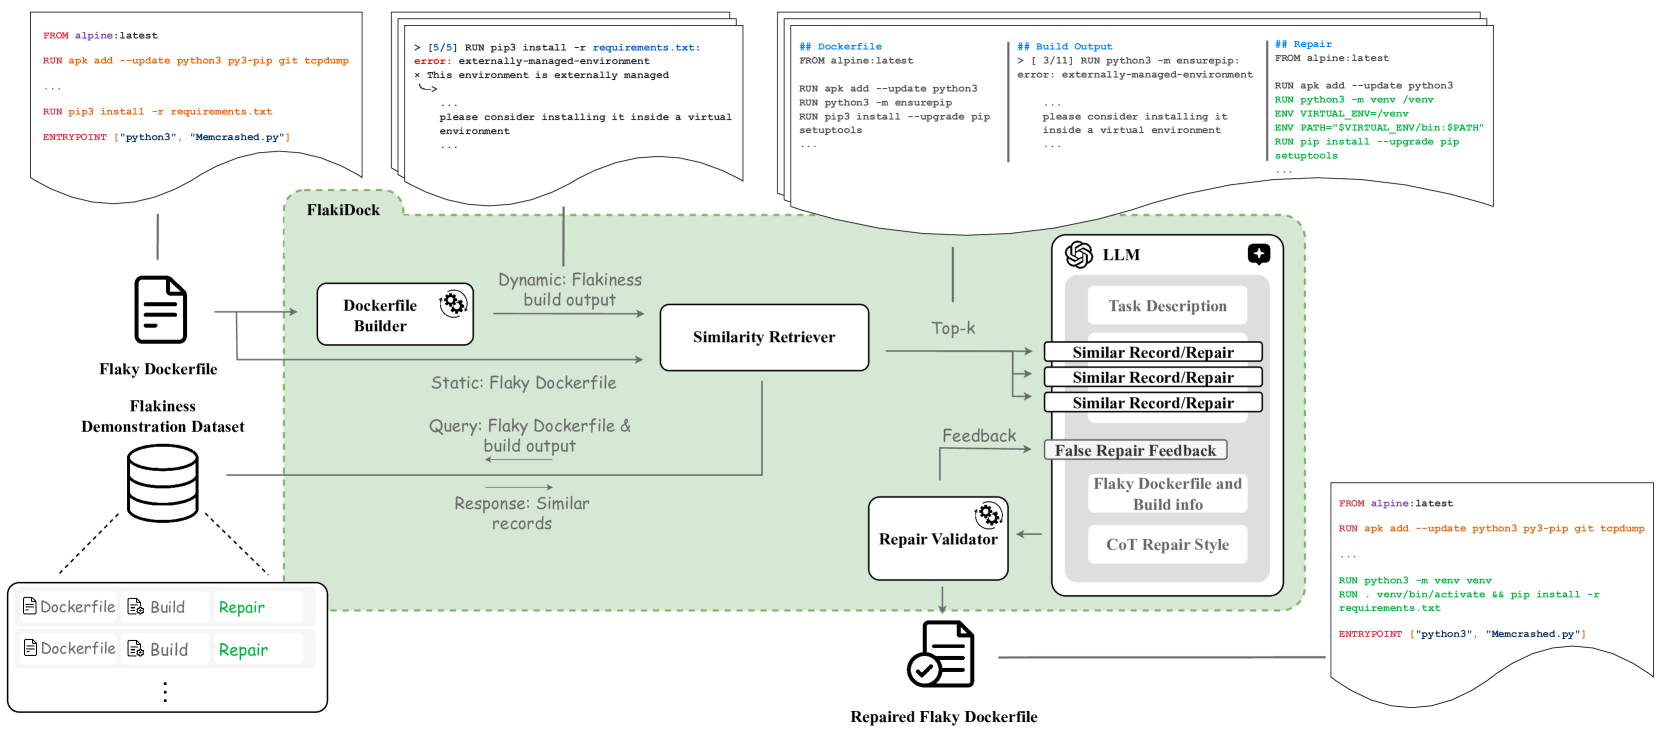 FROM alpine:latest
RUN apk add --update python3 py3-pip git tcpdump
...
RUN pip3 install -r requirements.txt
ENTRYPOINT ["python3", "Memcrashed.py"]
> [5/5] RUN pip3 install -r requirements.txt:
error: externally-managed-environment
× This environment is externally managed
╰─>
...
please consider installing it inside a virtual
environment
...
## Dockerfile
FROM alpine:latest
RUN apk add --update python3
RUN python3 -m ensurepip
RUN pip3 install --upgrade pip
setuptools
...
## Build Output
> [ 3/11] RUN python3 -m ensurepip:
error: externally-managed-environment
...
please consider installing it
inside a virtual environment
...
## Repair
FROM alpine:latest
RUN apk add --update python3
RUN python3 -m venv /venv
ENV VIRTUAL_ENV=/venv
ENV PATH="$VIRTUAL_ENV/bin:$PATH"
RUN pip install --upgrade pip
setuptools
...
FlakiDock
Flaky Dockerfile
Dockerfile
Builder
Dynamic: Flakiness
build output
Static: Flaky Dockerfile
Similarity Retriever
Top-k
Query: Flaky Dockerfile &
build output
Response: Similar
records
Flakiness
Demonstration Dataset
Dockerfile
Build
Repair
Dockerfile
Build
Repair
⋮
LLM
Task Description
Similar Record/Repair
Similar Record/Repair
Similar Record/Repair
Feedback
False Repair Feedback
Flaky Dockerfile and
Build info
CoT Repair Style
Repair Validator
Repaired Flaky Dockerfile
FROM alpine:latest
RUN apk add --update python3 py3-pip git tcpdump
...
RUN python3 -m venv venv
RUN . venv/bin/activate && pip install -r
requirements.txt
ENTRYPOINT ["python3", "Memcrashed.py"]